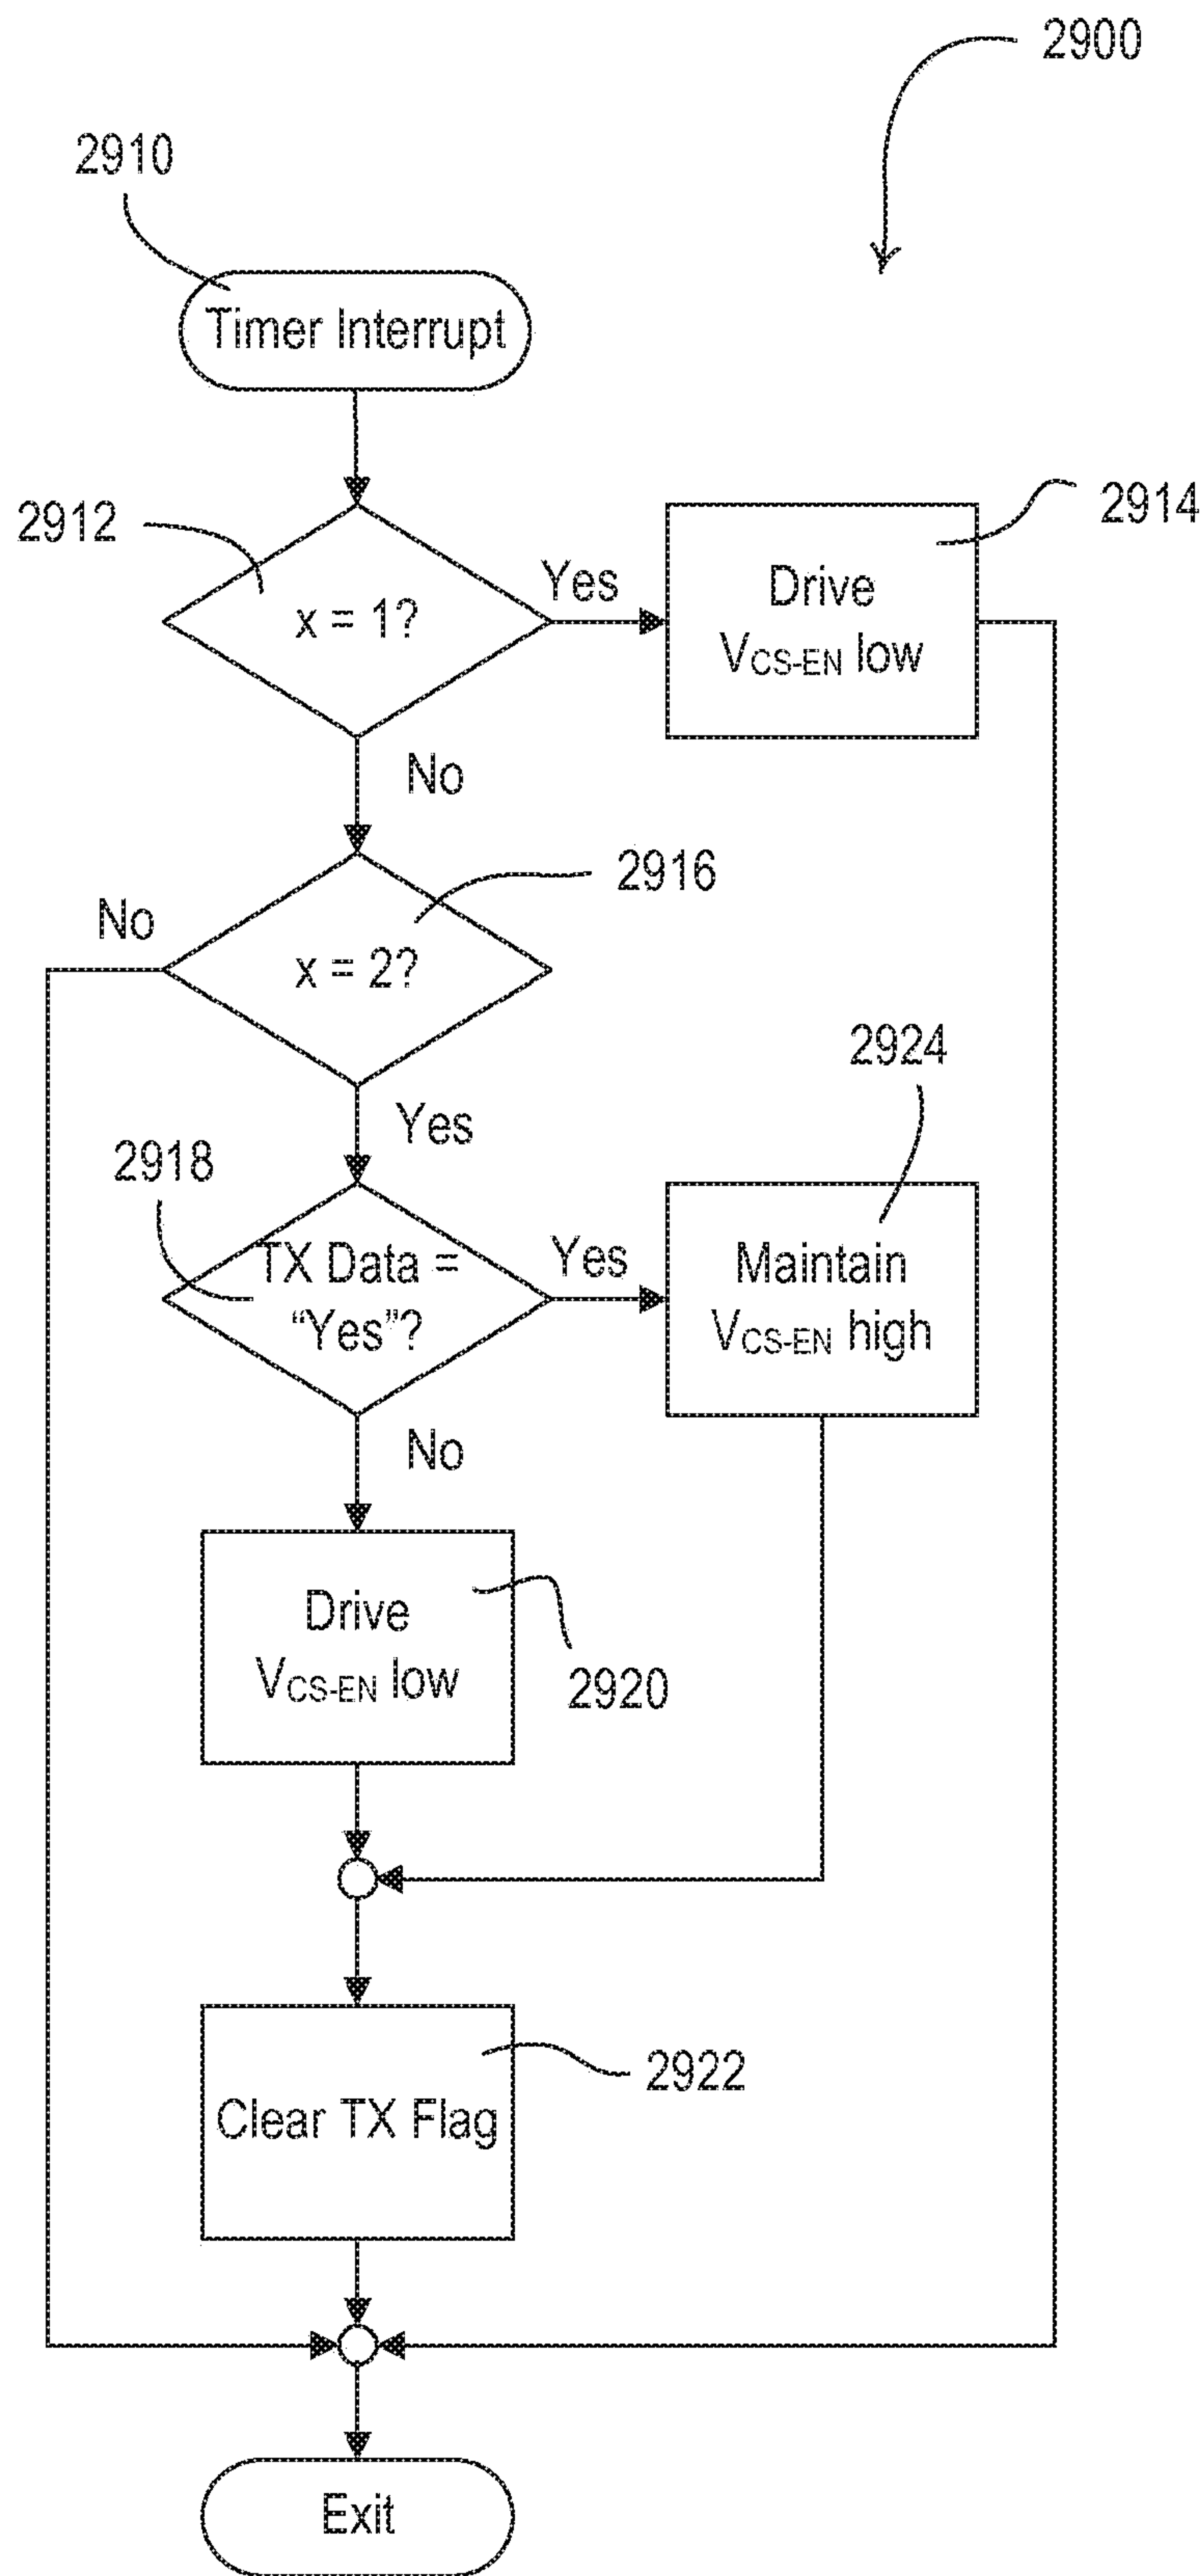 2900
2910
Timer Interrupt
2912
x = 1?
Yes
Drive
VCS-EN low
2914
No
2916
No
x = 2?
Yes
2924
2918
TX Data =
“Yes”?
Yes
Maintain
VCS-EN high
No
Drive
VCS-EN low
2920
Clear TX Flag
2922
Exit